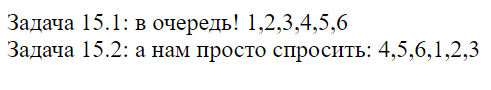 Задача 15.1: в очередь! 1,2,3,4,5,6
Задача 15.2: а нам просто спросить: 4,5,6,1,2,3